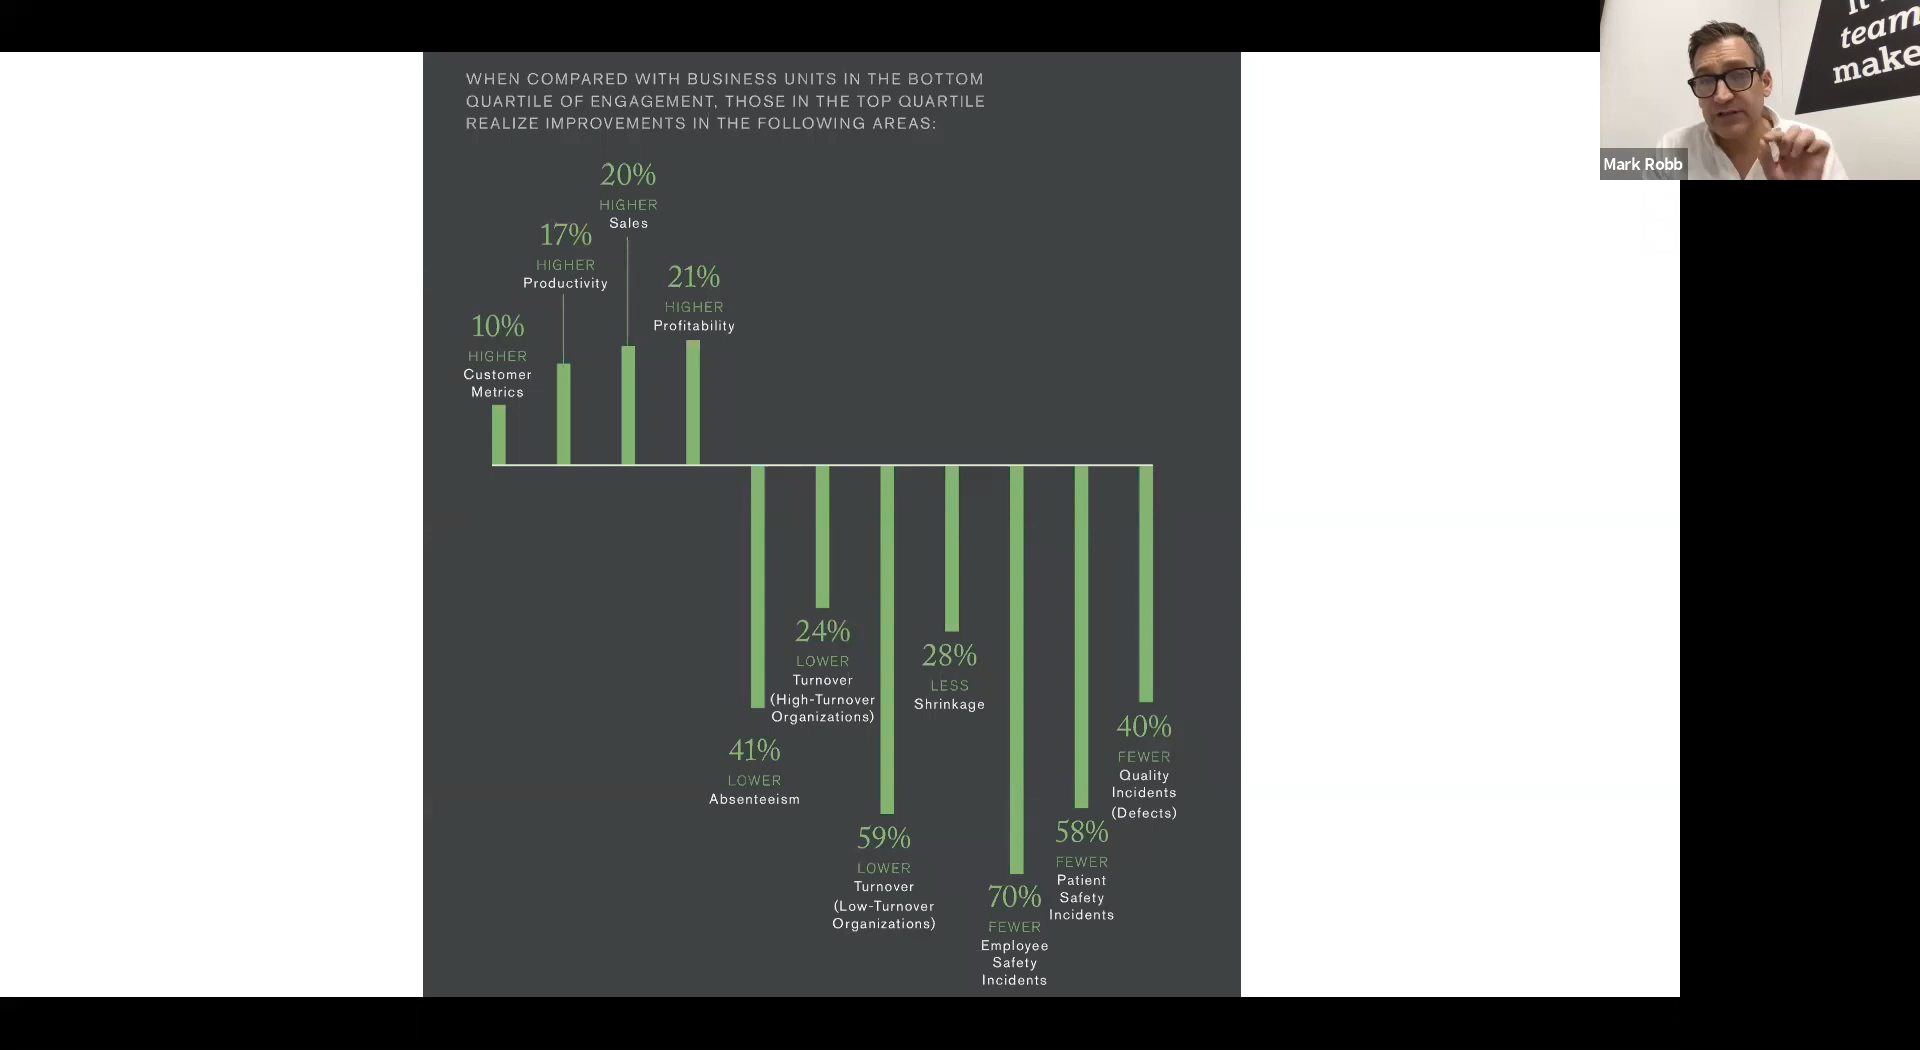 WHEN COMPARED WITH BUSINESS UNITS IN THE BOTTOM
QUARTILE OF ENGAGEMENT, THOSE IN THE TOP QUARTILE
REALIZE IMPROVEMENTS IN THE FOLLOWING AREAS:
10%
HIGHER
Customer
Metrics
17%
HIGHER
Productivity
20%
HIGHER
Sales
21%
HIGHER
Profitability
41%
LOWER
Absenteeism
24%
LOWER
Turnover
(High-Turnover
Organizations)
59%
LOWER
Turnover
(Low-Turnover
Organizations)
28%
LESS
Shrinkage
70%
FEWER
Employee
Safety
Incidents
58%
FEWER
Patient
Safety
Incidents
40%
FEWER
Quality
Incidents
(Defects)
team
make
Mark Robb